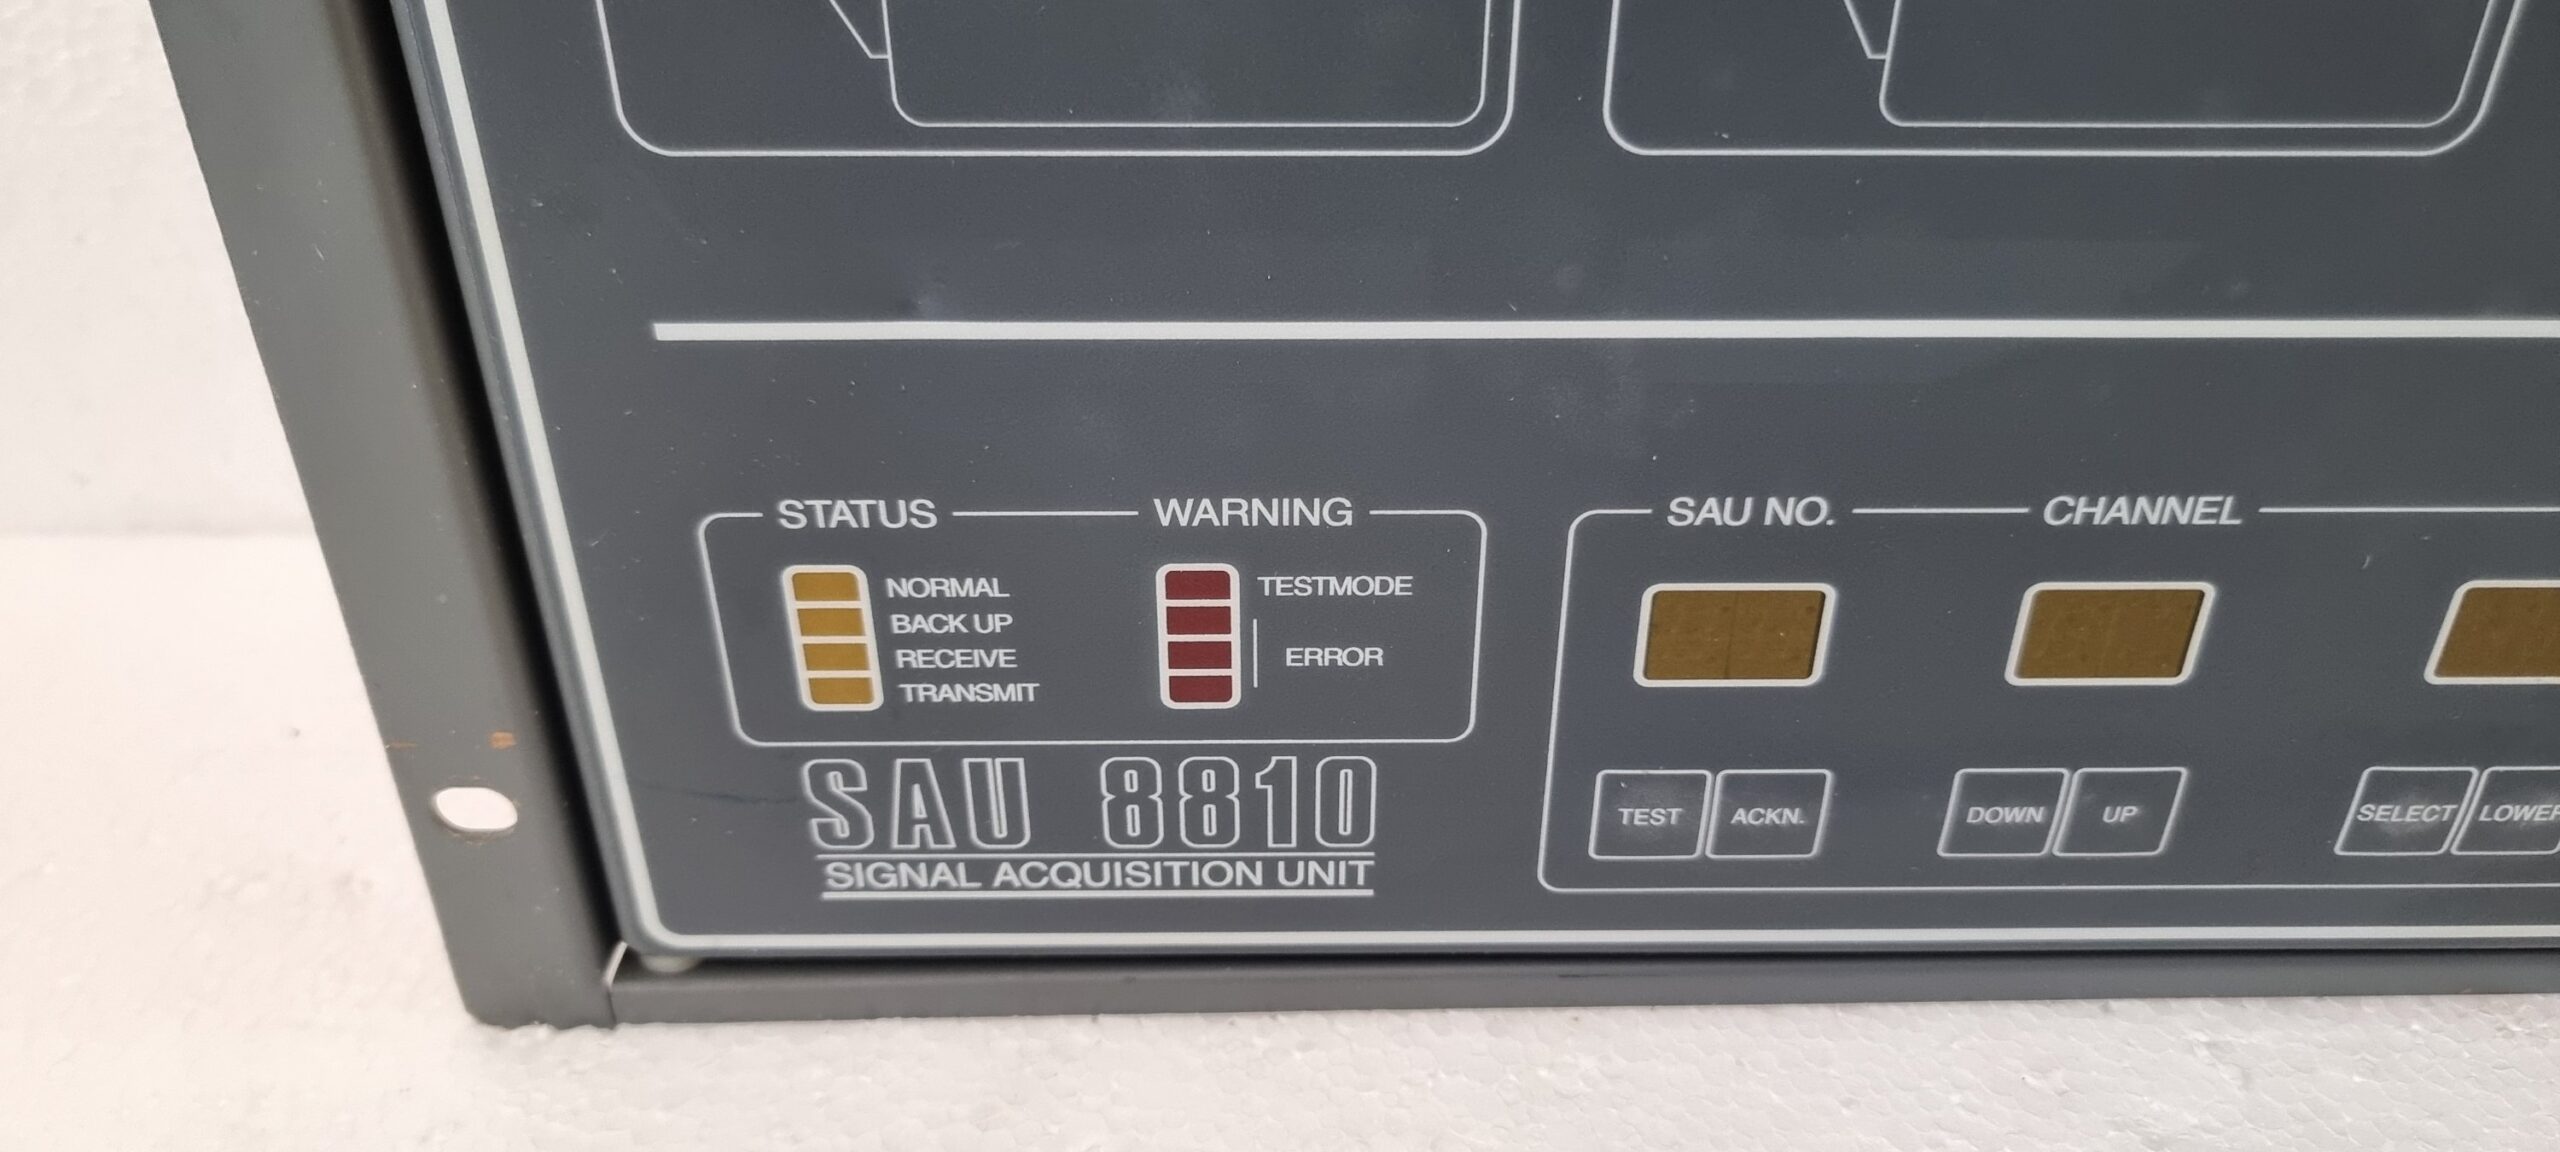 STATUS WARNING
NORMAL
BACK UP
RECEIVE
TRANSMIT
TESTMODE
ERROR
SAU 8810
SIGNAL ACQUISITION UNIT
SAU NO. CHANNEL
TEST ACKN. DOWN UP SELECT LOWER